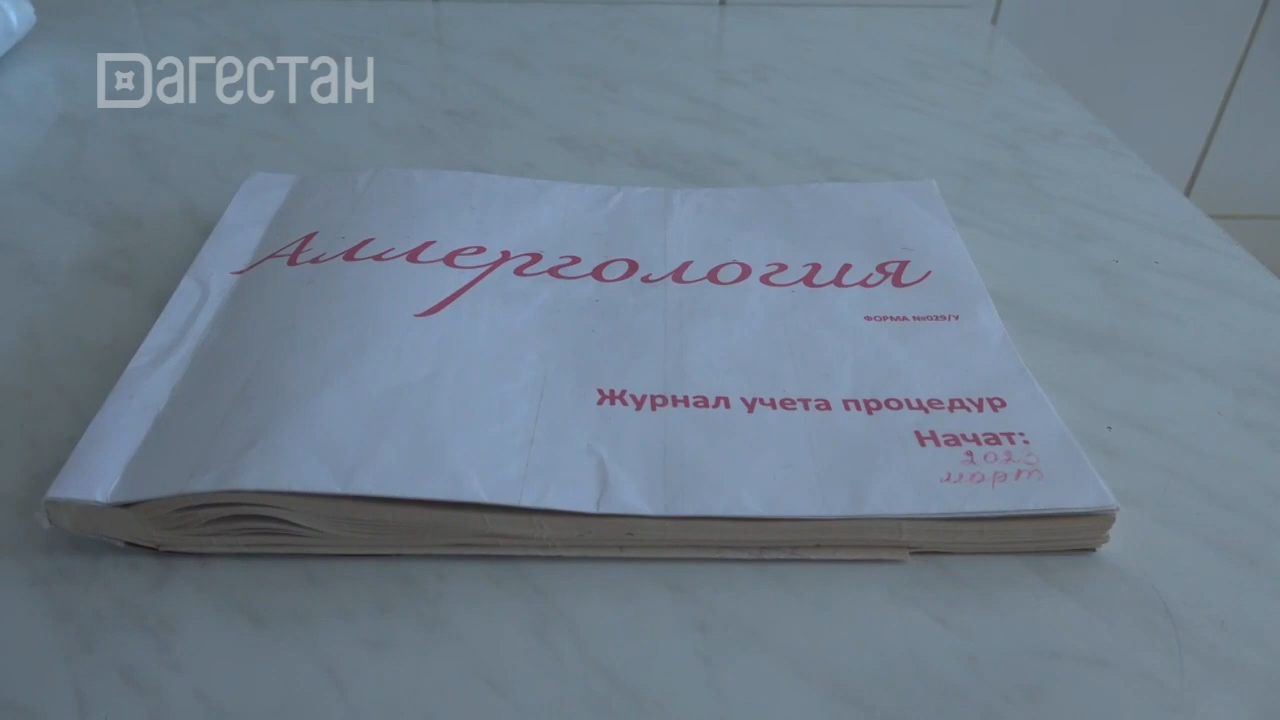 Дагестан
Аллергология
ФОРМА №029/У
Журнал учета процедур
Начат:
2023
март